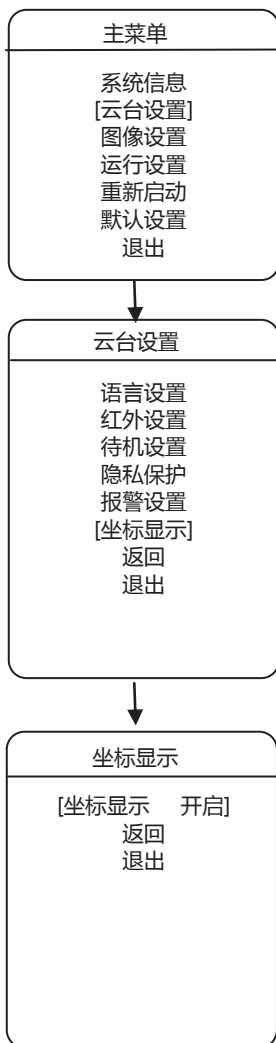 主菜单
系统信息
[云台设置]
图像设置
运行设置
重新启动
默认设置
退出
云台设置
语言设置
红外设置
待机设置
隐私保护
报警设置
[坐标显示]
返回
退出
坐标显示
[坐标显示 开启]
返回
退出